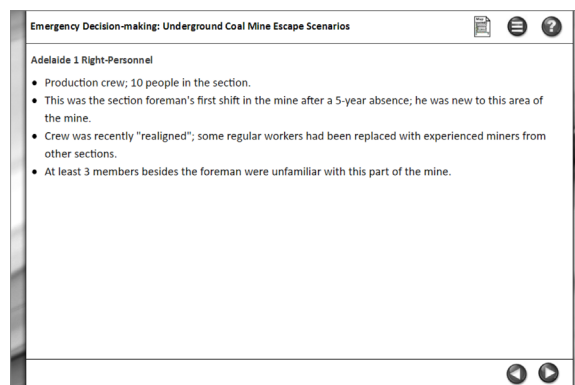 Emergency Decision-making: Underground Coal Mine Escape Scenarios
Adelaide 1 Right-Personnel
● Production crew; 10 people in the section.
● This was the section foreman's first shift in the mine after a 5-year absence; he was new to this area of
the mine.
● Crew was recently "realigned"; some regular workers had been replaced with experienced miners from
other sections.
● At least 3 members besides the foreman were unfamiliar with this part of the mine.